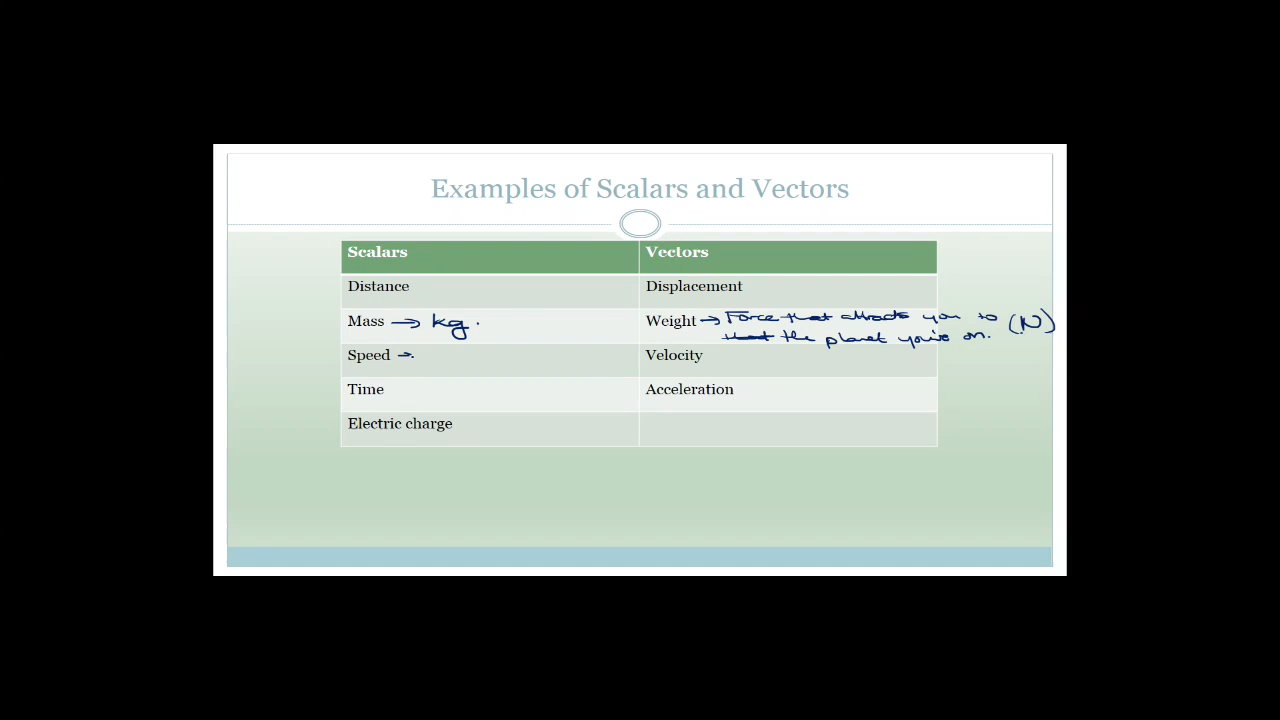 Examples of Scalars and Vectors
Scalars Vectors
Distance Displacement
Mass → kg. Weight → Force that attracts you to (N)
the planet you're on.
Speed → Velocity
Time Acceleration
Electric charge